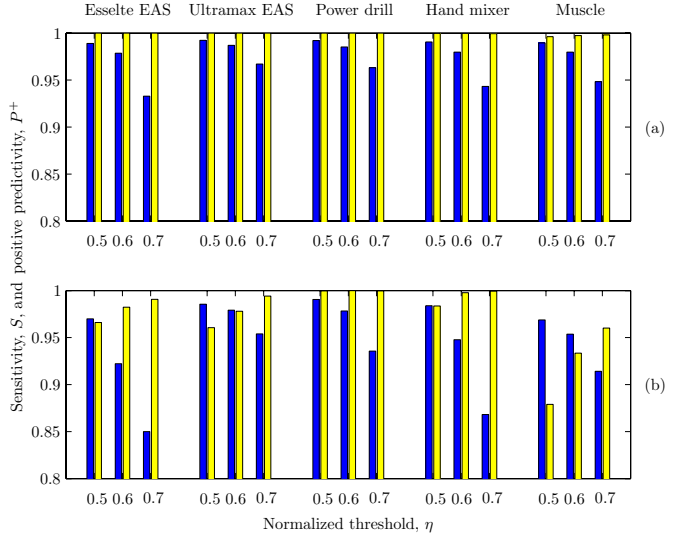 Esselte EAS Ultramax EAS Power drill Hand mixer Muscle
Sensitivity, S, and positive predictivity, P⁺
1
0.95
0.9
0.85
0.8
(a)
0.5 0.6 0.7 0.5 0.6 0.7 0.5 0.6 0.7 0.5 0.6 0.7 0.5 0.6 0.7
1
0.95
0.9
0.85
0.8
(b)
0.5 0.6 0.7 0.5 0.6 0.7 0.5 0.6 0.7 0.5 0.6 0.7 0.5 0.6 0.7
Normalized threshold, η